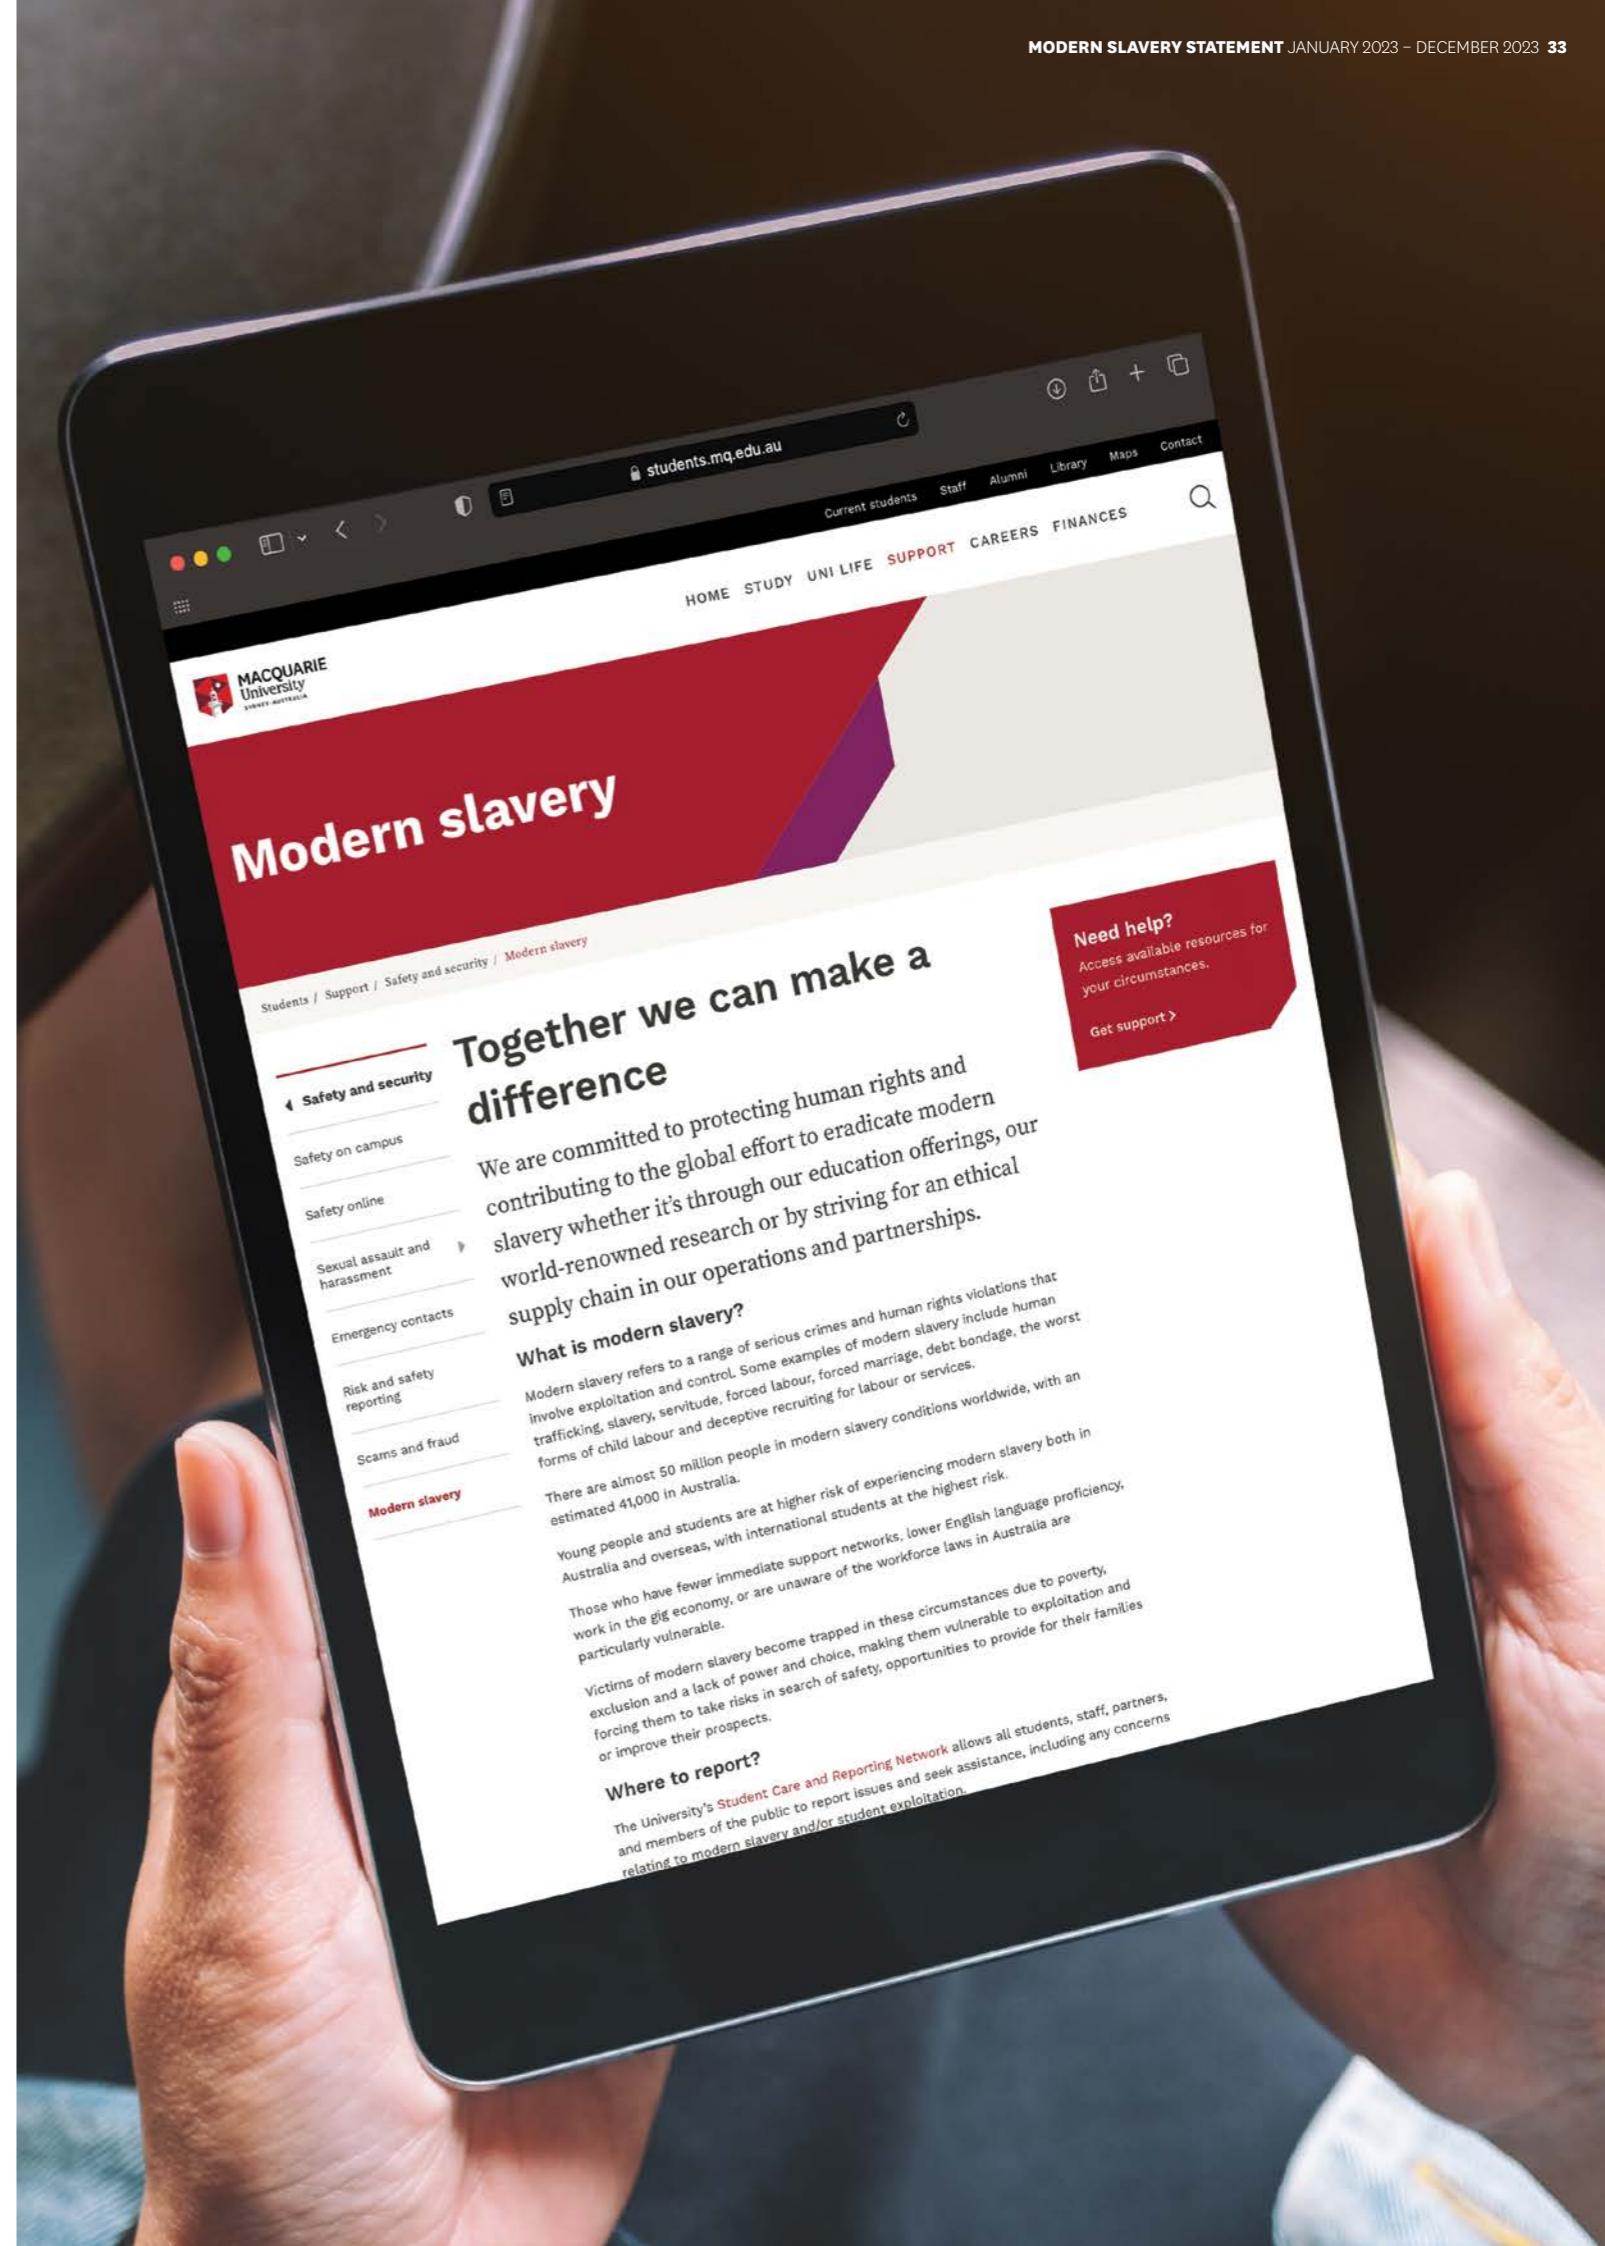 MODERN SLAVERY STATEMENT JANUARY 2023 – DECEMBER 2023 33
students.mq.edu.au
Current students Staff Alumni Library Maps Contact
MACQUARIE
University
SYDNEY·AUSTRALIA
HOME STUDY UNI LIFE SUPPORT CAREERS FINANCES
Modern slavery
Students / Support / Safety and security / Modern slavery
Safety and security
Safety on campus
Safety online
Sexual assault and
harassment
Emergency contacts
Risk and safety
reporting
Scams and fraud
Modern slavery
Together we can make a
difference
We are committed to protecting human rights and
contributing to the global effort to eradicate modern
slavery whether it's through our education offerings, our
world-renowned research or by striving for an ethical
supply chain in our operations and partnerships.
What is modern slavery?
Modern slavery refers to a range of serious crimes and human rights violations that
involve exploitation and control. Some examples of modern slavery include human
trafficking, slavery, servitude, forced labour, forced marriage, debt bondage, the worst
forms of child labour and deceptive recruiting for labour or services.
There are almost 50 million people in modern slavery conditions worldwide, with an
estimated 41,000 in Australia.
Young people and students are at higher risk of experiencing modern slavery both in
Australia and overseas, with international students at the highest risk.
Those who have fewer immediate support networks, lower English language proficiency,
work in the gig economy, or are unaware of the workforce laws in Australia are
particularly vulnerable.
Victims of modern slavery become trapped in these circumstances due to poverty,
exclusion and a lack of power and choice, making them vulnerable to exploitation and
forcing them to take risks in search of safety, opportunities to provide for their families
or improve their prospects.
Where to report?
The University's Student Care and Reporting Network allows all students, staff, partners,
and members of the public to report issues and seek assistance, including any concerns
relating to modern slavery and/or student exploitation.
Need help?
Access available resources for
your circumstances.
Get support >